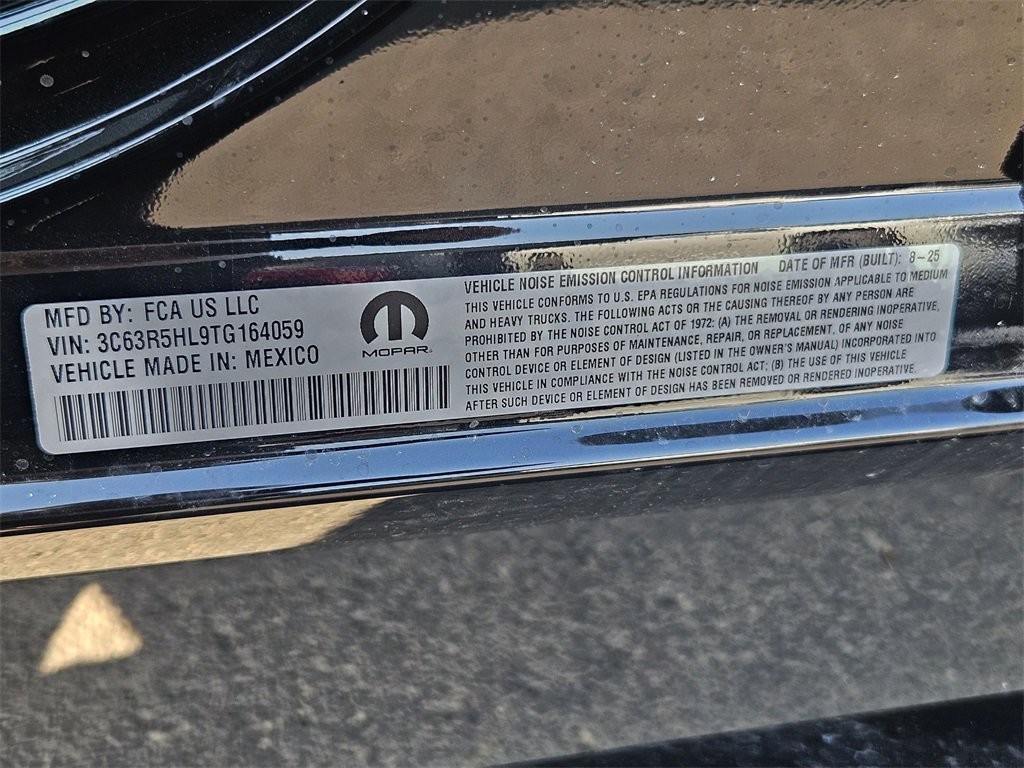 MFD BY: FCA US LLC
VIN: 3C63R5HL9TG164059
VEHICLE MADE IN: MEXICO
MOPAR
VEHICLE NOISE EMISSION CONTROL INFORMATION DATE OF MFR (BUILT): 8-25
THIS VEHICLE CONFORMS TO U.S. EPA REGULATIONS FOR NOISE EMISSION APPLICABLE TO MEDIUM
AND HEAVY TRUCKS. THE FOLLOWING ACTS OR THE CAUSING THEREOF BY ANY PERSON ARE
PROHIBITED BY THE NOISE CONTROL ACT OF 1972: (A) THE REMOVAL OR RENDERING INOPERATIVE,
OTHER THAN FOR PURPOSES OF MAINTENANCE, REPAIR, OR REPLACEMENT, OF ANY NOISE
CONTROL DEVICE OR ELEMENT OF DESIGN (LISTED IN THE OWNER'S MANUAL) INCORPORATED INTO
THIS VEHICLE IN COMPLIANCE WITH THE NOISE CONTROL ACT; (B) THE USE OF THIS VEHICLE
AFTER SUCH DEVICE OR ELEMENT OF DESIGN HAS BEEN REMOVED OR RENDERED INOPERATIVE.